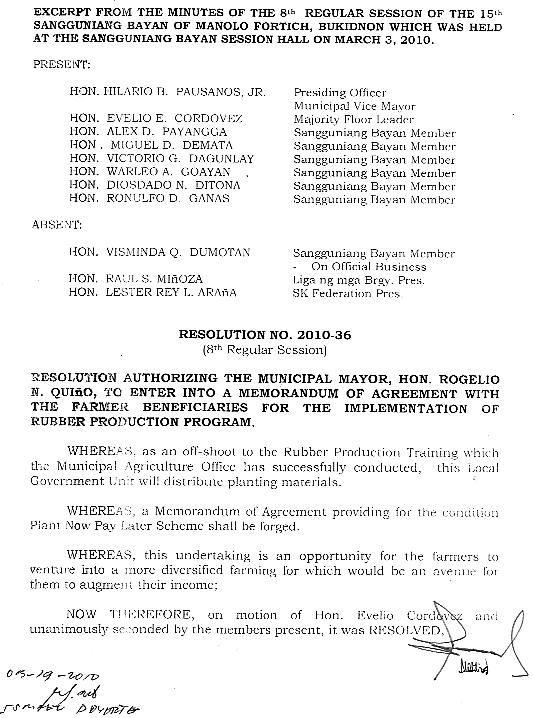 EXCERPT FROM THE MINUTES OF THE 8th REGULAR SESSION OF THE 15th
SANGGUNIANG BAYAN OF MANOLO FORTICH, BUKIDNON WHICH WAS HELD
AT THE SANGGUNIANG BAYAN SESSION HALL ON MARCH 3, 2010.
PRESENT:
HON. HILARIO B. PAUSANOS, JR. Presiding Officer
Municipal Vice Mayor
HON. EVELIO E. CORDOVEZ Majority Floor Leader
HON. ALEX D. PAYANGGA Sangguniang Bayan Member
HON . MIGUEL D. DEMATA Sangguniang Bayan Member
HON. VICTORIO G. DAGUNLAY Sangguniang Bayan Member
HON. WARLEO A. GOAYAN Sangguniang Bayan Member
HON. DIOSDADO N. DITONA Sangguniang Bayan Member
HON. RONULFO D. GANAS Sangguniang Bayan Member
ABSENT:
HON. VISMINDA Q. DUMOTAN Sangguniang Bayan Member
- On Official Business
HON. RAUL S. MIñOZA Liga ng mga Brgy. Pres.
HON. LESTER REY L. ARAñA SK Federation Pres.
RESOLUTION NO. 2010-36
(8th Regular Session)
RESOLUTION AUTHORIZING THE MUNICIPAL MAYOR, HON. ROGELIO
N. QUIñO, TO ENTER INTO A MEMORANDUM OF AGREEMENT WITH
THE FARMER BENEFICIARIES FOR THE IMPLEMENTATION OF
RUBBER PRODUCTION PROGRAM.
WHEREAS, as an off-shoot to the Rubber Production Training which
the Municipal Agriculture Office has successfully conducted, this Local
Government Unit will distribute planting materials.
WHEREAS, a Memorandum of Agreement providing for the condition
Plant Now Pay Later Scheme shall be forged.
WHEREAS, this undertaking is an opportunity for the farmers to
venture into a more diversified farming for which would be an avenue for
them to augment their income;
NOW THEREFORE, on motion of Hon. Evelio Cordovez and
unanimously seconded by the members present, it was RESOLVED,
03-19-2010